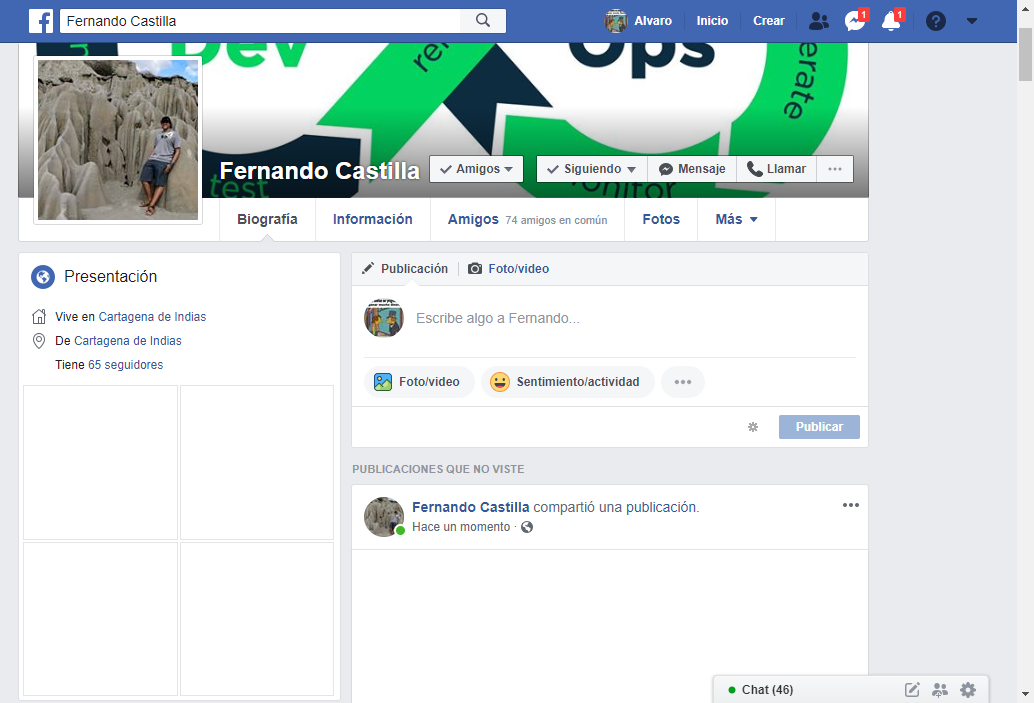 Fernando Castilla
Alvaro
Inicio
Crear
1
1
Dev
Ops
re
erate
test
monitor
Fernando Castilla
Amigos
Siguiendo
Mensaje
Llamar
Biografía
Información
Amigos 74 amigos en común
Fotos
Más
Presentación
Vive en Cartagena de Indias
De Cartagena de Indias
Tiene 65 seguidores
Publicación
Foto/video
Escribe algo a Fernando...
Foto/video
Sentimiento/actividad
Publicar
PUBLICACIONES QUE NO VISTE
Fernando Castilla compartió una publicación.
Hace un momento ·
Chat (46)